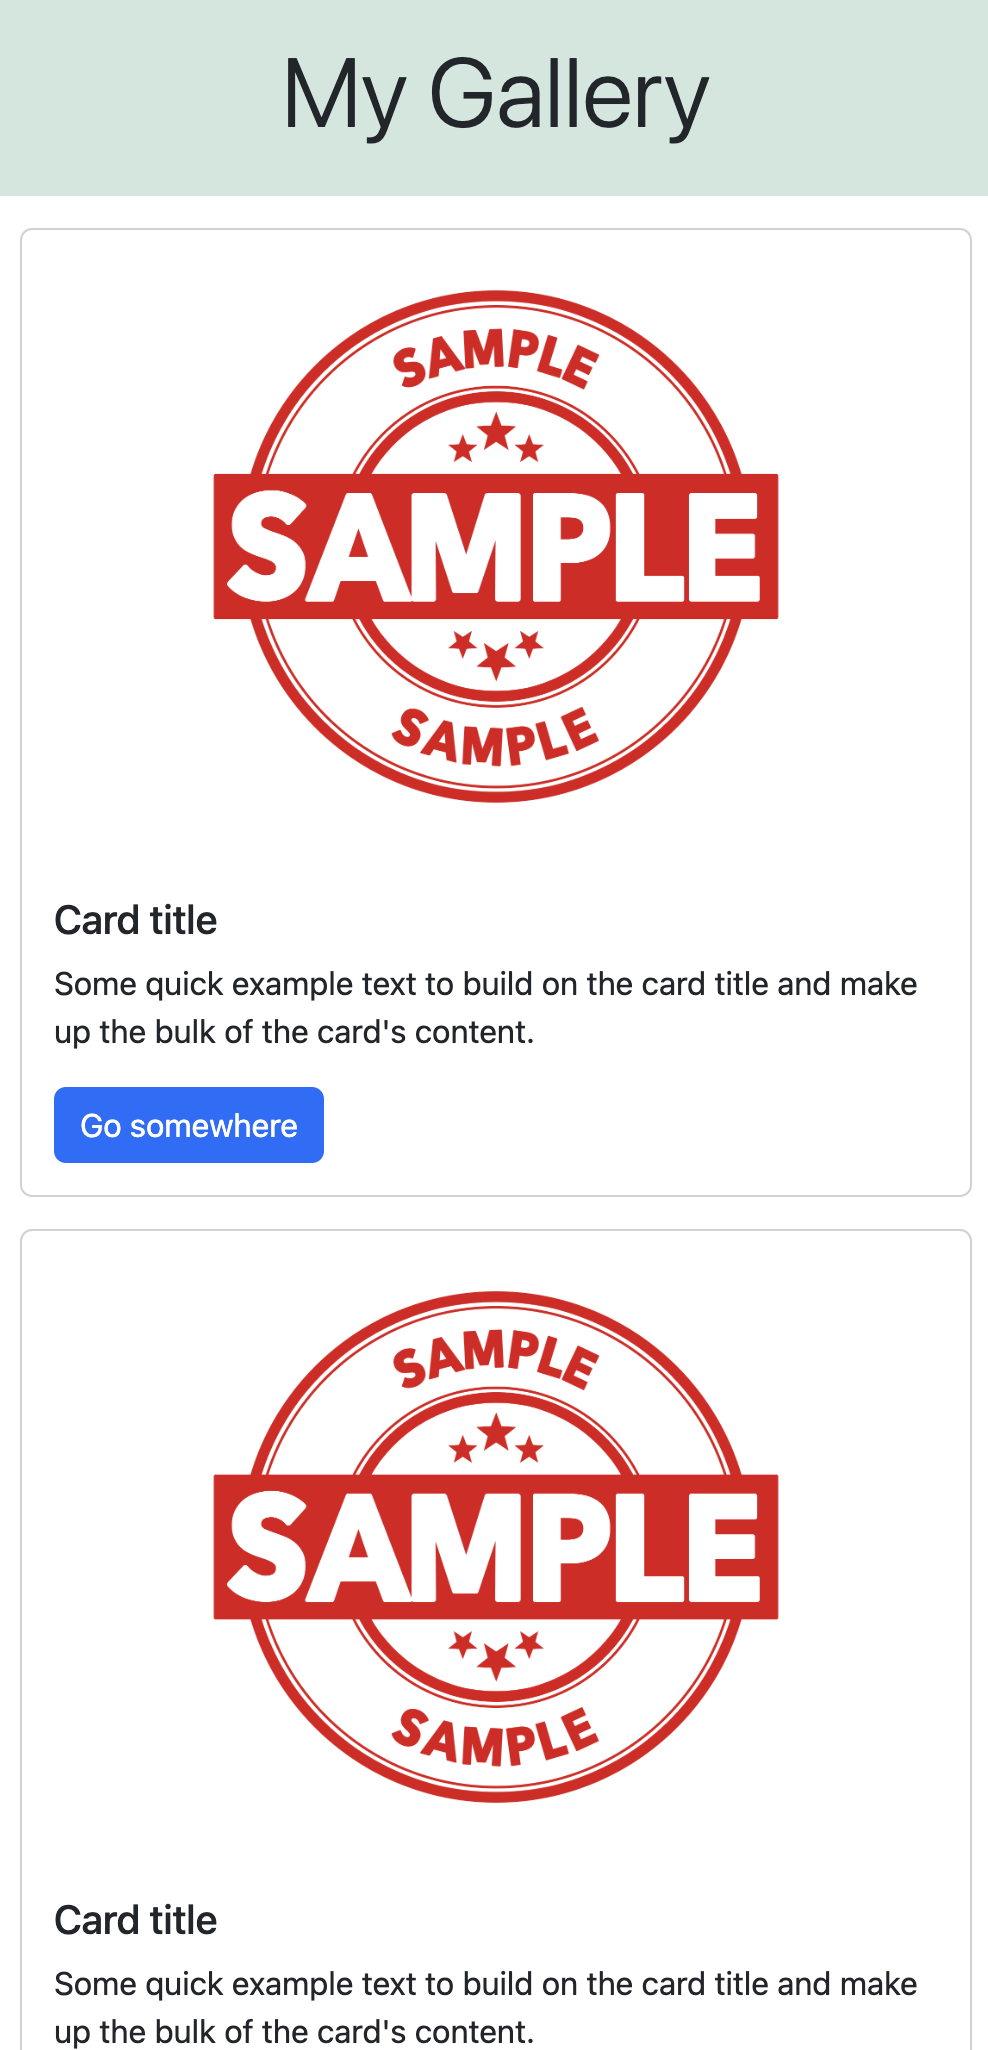 My Gallery
SAMPLE
SAMPLE
SAMPLE
Card title
Some quick example text to build on the card title and make
up the bulk of the card's content.
Go somewhere
SAMPLE
SAMPLE
SAMPLE
Card title
Some quick example text to build on the card title and make
up the bulk of the card's content.